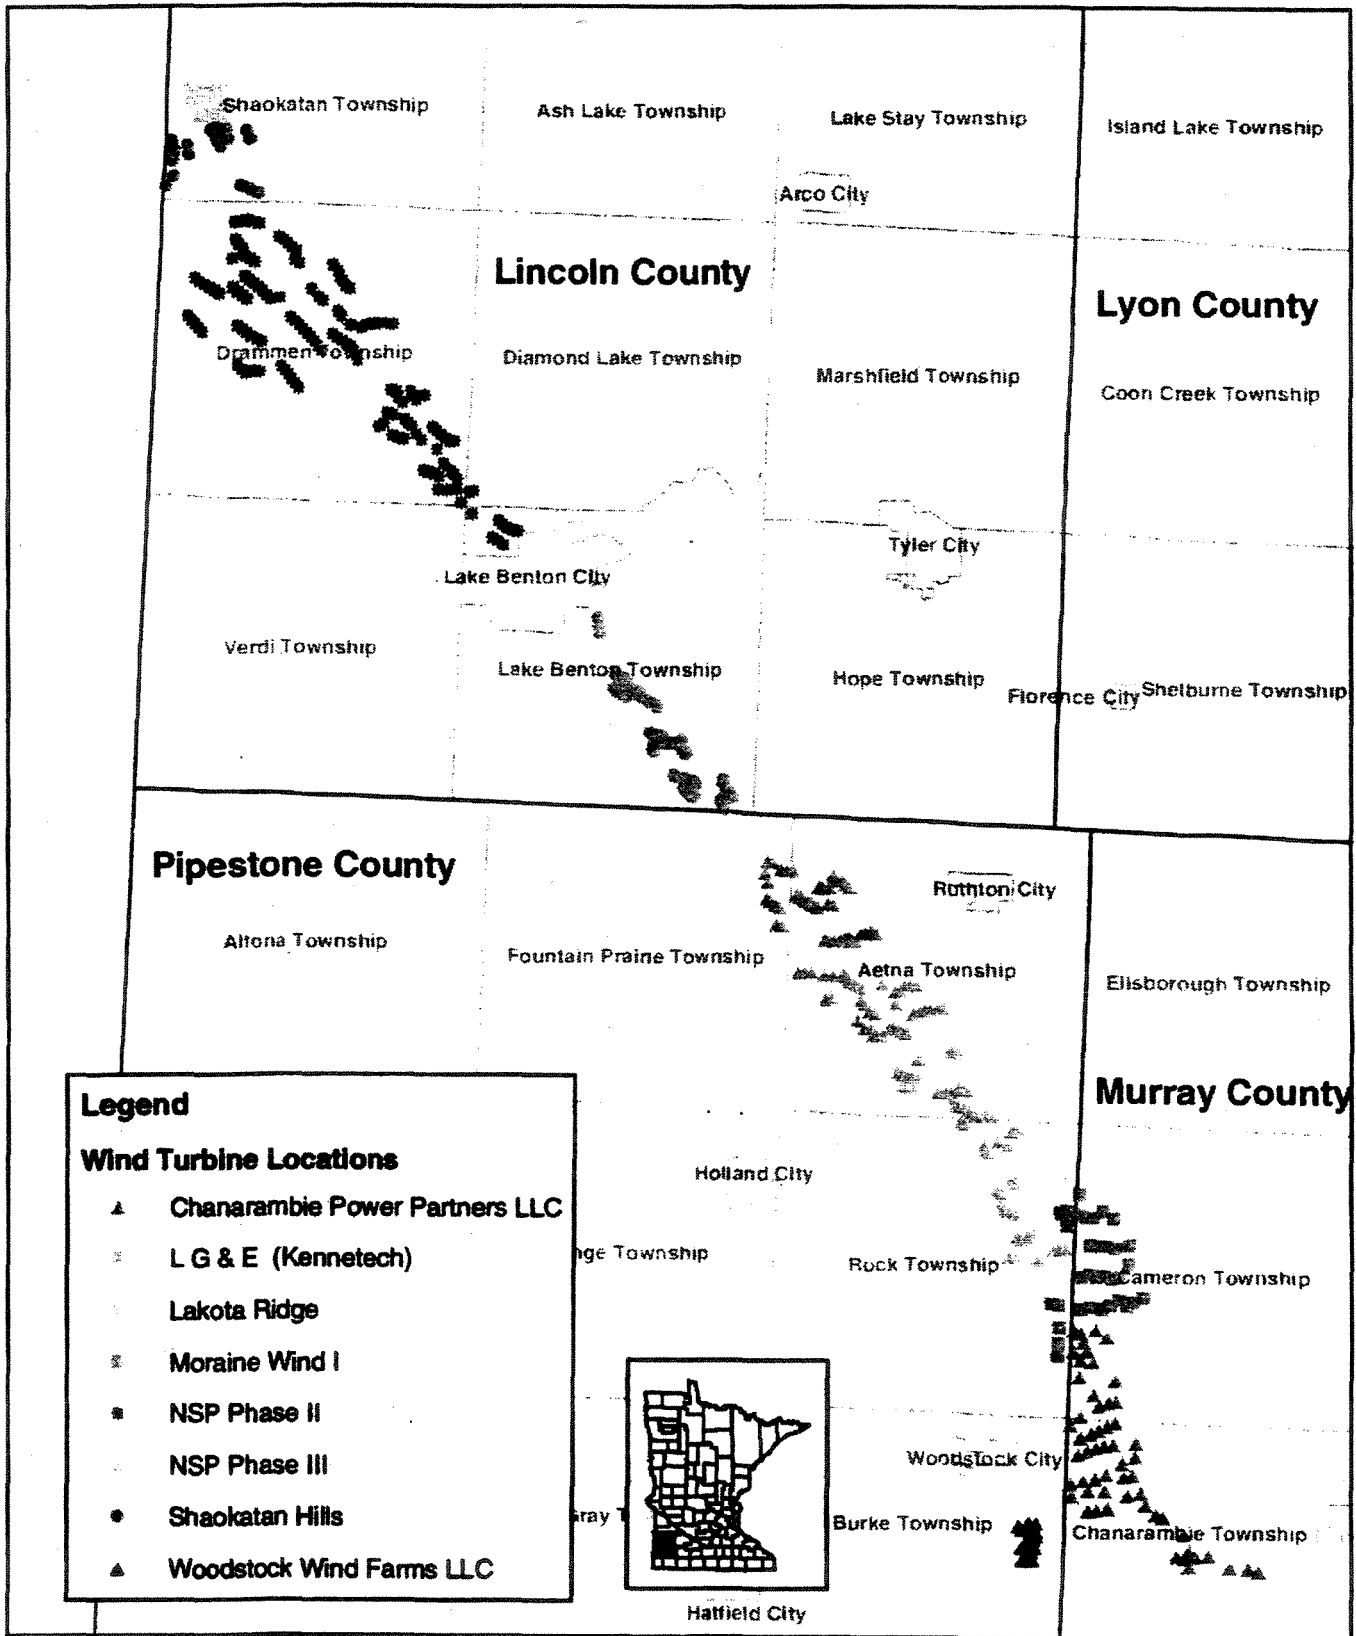 Shaokatan Township
Ash Lake Township
Lake Stay Township
Island Lake Township
Arco City
Lincoln County
Lyon County
Drammen Township
Diamond Lake Township
Marshfield Township
Coon Creek Township
Tyler City
Lake Benton City
Verdi Township
Lake Benton Township
Hope Township
Florence City
Shelburne Township
Pipestone County
Ruthton City
Altona Township
Fountain Prairie Township
Aetna Township
Ellsborough Township
Murray County
Legend
Wind Turbine Locations
Chanarambie Power Partners LLC
L G & E (Kennetech)
Lakota Ridge
Moraine Wind I
NSP Phase II
NSP Phase III
Shaokatan Hills
Woodstock Wind Farms LLC
Holland City
nge Township
Rock Township
Cameron Township
Woodstock City
Gray T
Burke Township
Chanarambie Township
Hatfield City